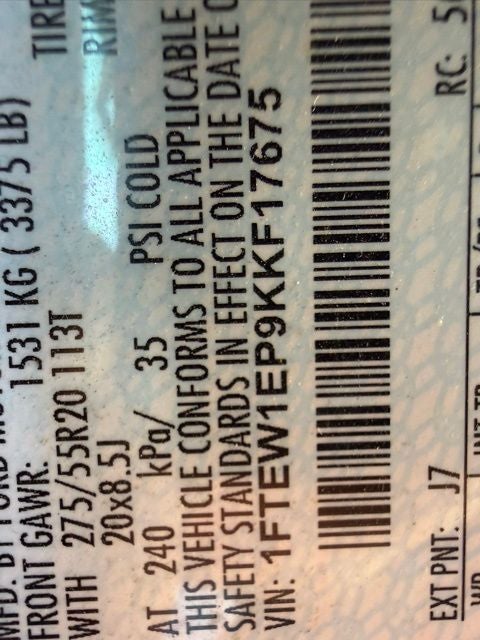 MFD. BY FORD MO
FRONT GAWR: 1531 KG ( 3375 LB)
WITH 275/55R20 113T TIRE
20x8.5J RIM
AT 240 kPa/ 35 PSI COLD
THIS VEHICLE CONFORMS TO ALL APPLICABLE
SAFETY STANDARDS IN EFFECT ON THE DATE O
VIN: 1FTEW1EP9KKF17675
EXT PNT: J7 RC: 5